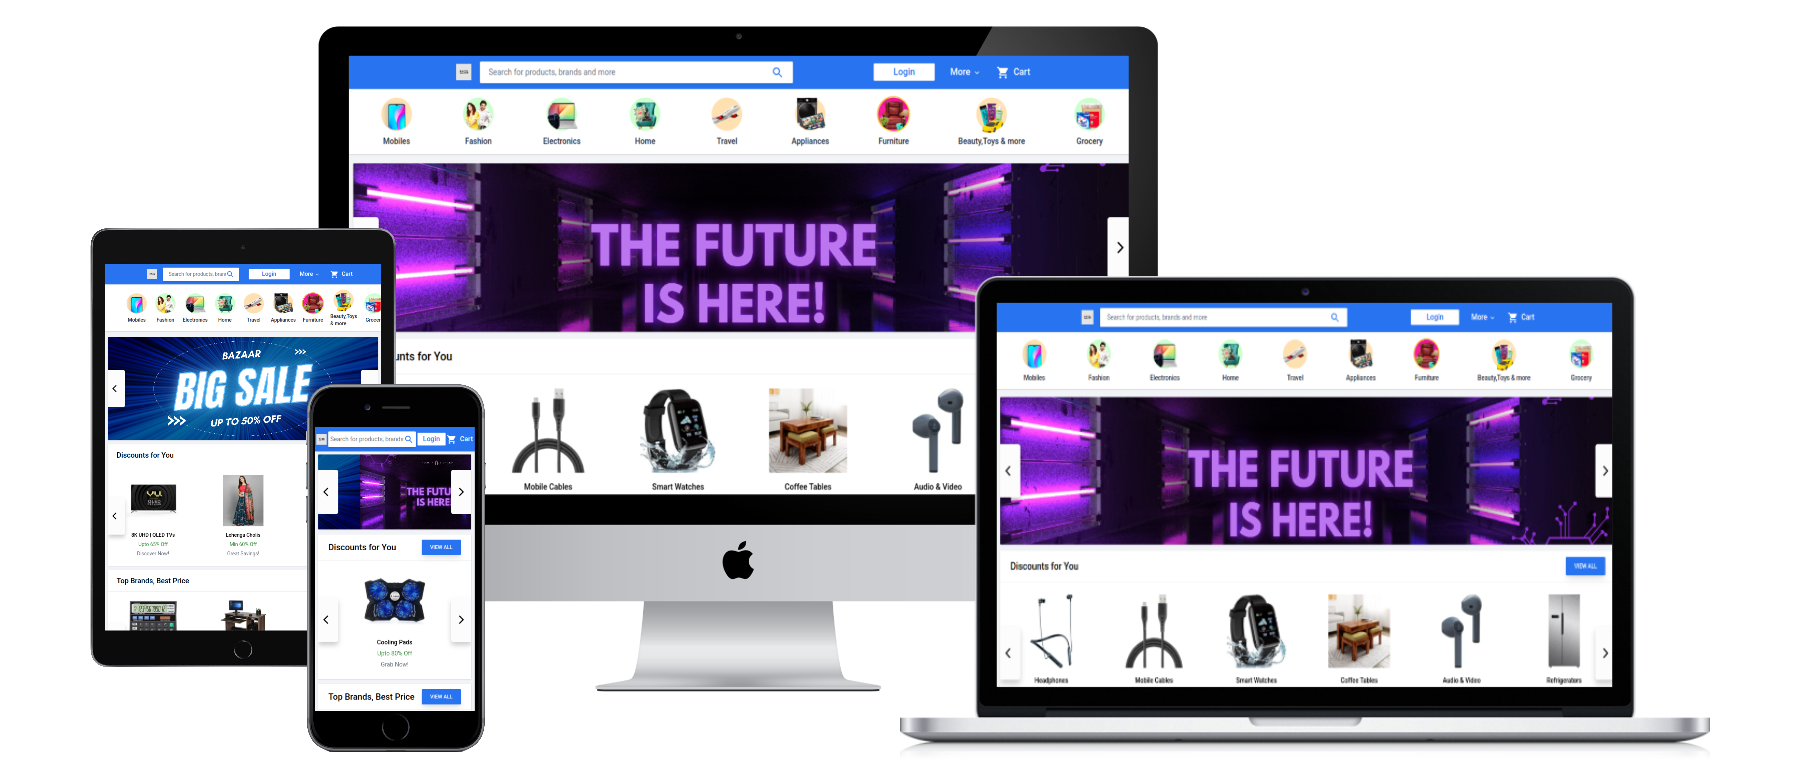 Search for products, brands and more
Login
More
Cart
Mobiles
Fashion
Electronics
Home
Travel
Appliances
Furniture
Beauty,Toys & more
Grocery
THE FUTURE
IS HERE!
unts for You
Mobile Cables
Smart Watches
Coffee Tables
Audio & Video
Search for products, bran
Login
More
Cart
Mobiles
Fashion
Electronics
Home
Travel
Appliances
Furniture
Beauty,Toys
& more
Grocer
BAZAAR
BIG SALE
UP TO 50% OFF
Discounts for You
8K UHD | OLED TVs
Upto 65% Off
Discover Now!
Lehenga Cholis
Min 60% Off
Great Savings!
Top Brands, Best Price
Search for products, brands
Login
Cart
THE FUTU
IS HERE
Discounts for You
VIEW ALL
Cooling Pads
Upto 80% Off
Grab Now!
Top Brands, Best Price
VIEW ALL
Search for products, brands and more
Login
More
Cart
Mobiles
Fashion
Electronics
Home
Travel
Appliances
Furniture
Beauty,Toys & more
Grocery
THE FUTURE
IS HERE!
Discounts for You
VIEW ALL
Headphones
Mobile Cables
Smart Watches
Coffee Tables
Audio & Video
Refrigerators